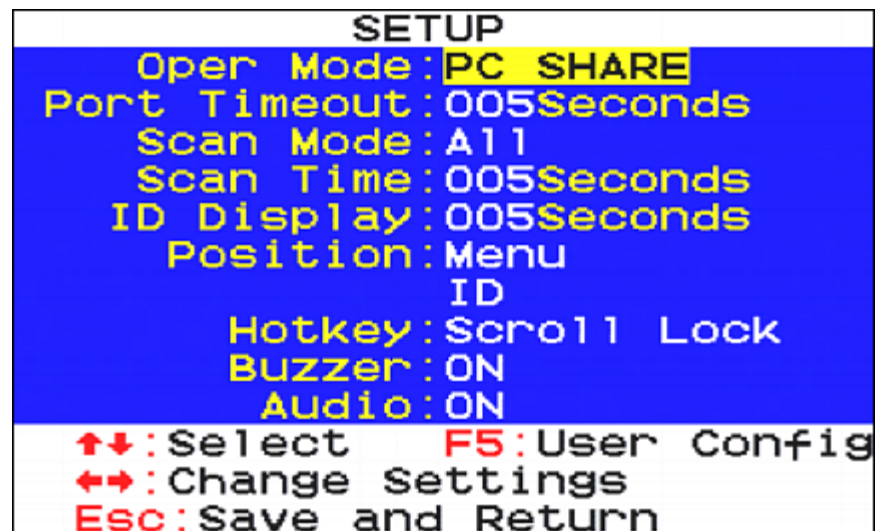 SETUP
Oper Mode:PC SHARE
Port Timeout:005Seconds
Scan Mode:All
Scan Time:005Seconds
ID Display:005Seconds
Position:Menu
ID
Hotkey:Scroll Lock
Buzzer:ON
Audio:ON
↑↓:Select F5:User Config
←→:Change Settings
Esc:Save and Return